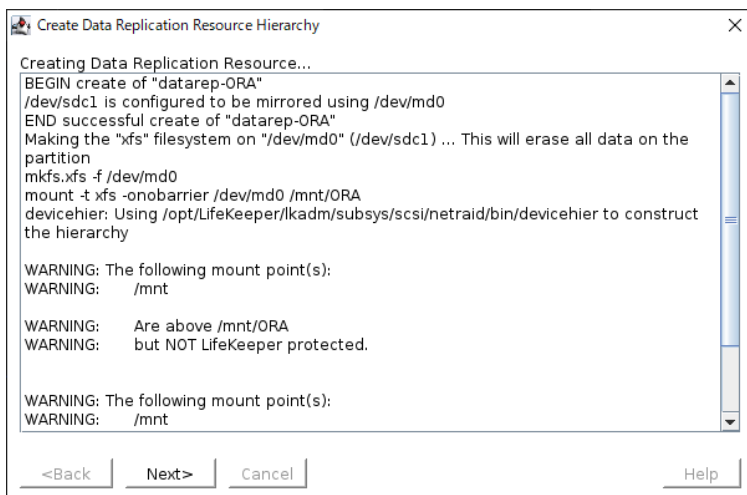 Create Data Replication Resource Hierarchy
Creating Data Replication Resource...
BEGIN create of "datarep-ORA"
/dev/sdc1 is configured to be mirrored using /dev/md0
END successful create of "datarep-ORA"
Making the "xfs" filesystem on "/dev/md0" (/dev/sdc1) ... This will erase all data on the
partition
mkfs.xfs -f /dev/md0
mount -t xfs -onobarrier /dev/md0 /mnt/ORA
devicehier: Using /opt/LifeKeeper/lkadm/subsys/scsi/netraid/bin/devicehier to construct
the hierarchy
WARNING: The following mount point(s):
WARNING: /mnt
WARNING: Are above /mnt/ORA
WARNING: but NOT LifeKeeper protected.
WARNING: The following mount point(s):
WARNING: /mnt
<Back Next> Cancel Help